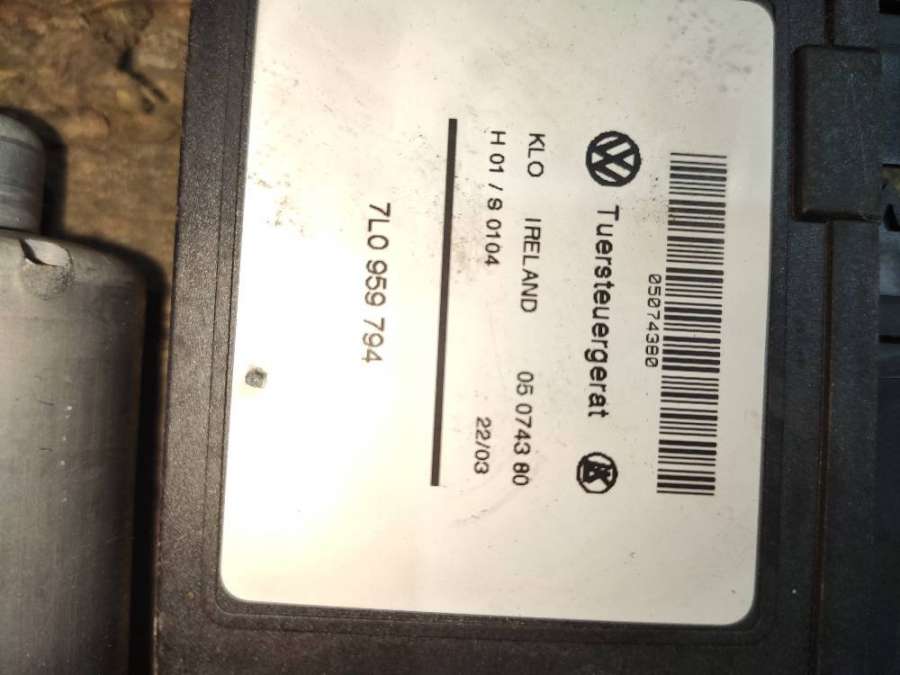 05074380
Tuersteuergerat
KLO IRELAND 05 0743 80
H 01 / S 0104 22/03
7L0 959 794